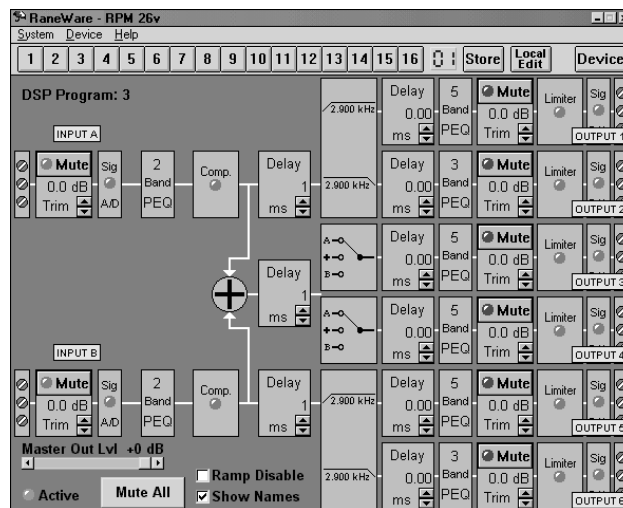 RaneWare - RPM 26v
System Device Help
1 2 3 4 5 6 7 8 9 10 11 12 13 14 15 16 01 Store Local Edit Device
DSP Program: 3
2.900 kHz Delay 0.00 ms 5 Band PEQ Mute 0.0 dB Trim Limiter Sig OUTPUT 1
INPUT A
Mute 0.0 dB Trim Sig A/D 2 Band PEQ Comp. Delay 1 ms
2.900 kHz Delay 0.00 ms 3 Band PEQ Mute 0.0 dB Trim Limiter Sig OUTPUT 2
A + B Delay 0.00 ms 5 Band PEQ Mute 0.0 dB Trim Limiter Sig OUTPUT 3
+ Delay 1 ms
A + B Delay 0.00 ms 5 Band PEQ Mute 0.0 dB Trim Limiter Sig OUTPUT 4
INPUT B
Mute 0.0 dB Trim Sig A/D 2 Band PEQ Comp. Delay 1 ms
2.900 kHz Delay 0.00 ms 5 Band PEQ Mute 0.0 dB Trim Limiter Sig OUTPUT 5
2.900 kHz Delay 0.00 ms 3 Band PEQ Mute 0.0 dB Trim Limiter Sig OUTPUT 6
Master Out Lvl +0 dB
Active Mute All
Ramp Disable
Show Names